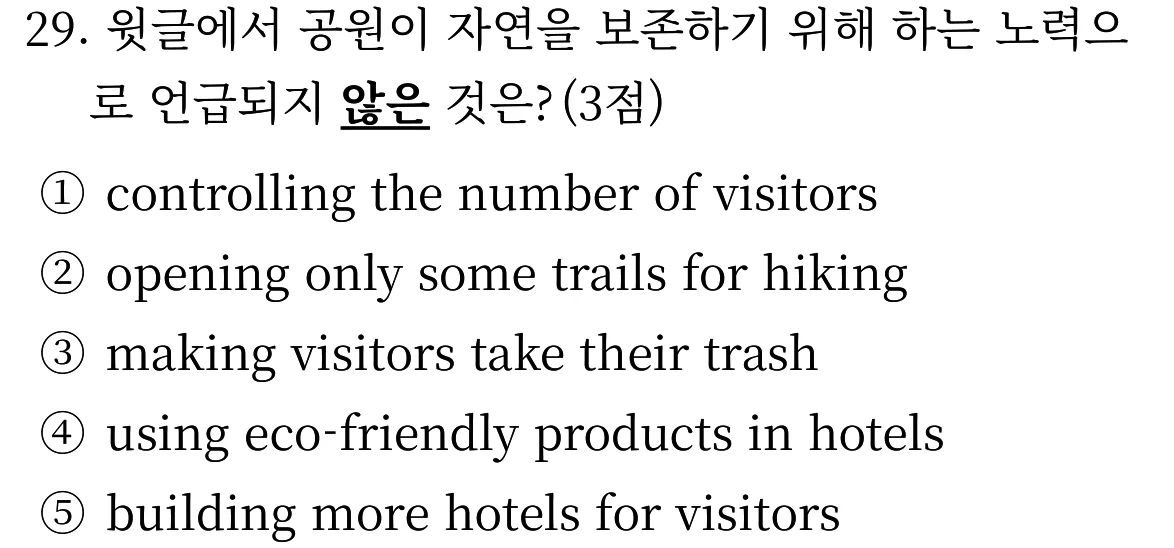 29. 윗글에서 공원이 자연을 보존하기 위해 하는 노력으
로 언급되지 않은 것은?(3점)
① controlling the number of visitors
② opening only some trails for hiking
③ making visitors take their trash
④ using eco-friendly products in hotels
⑤ building more hotels for visitors